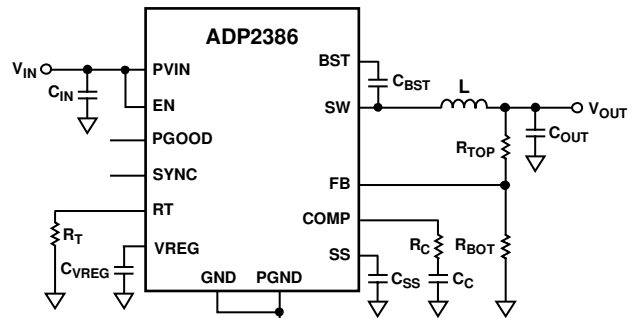 ADP2386
V_IN
PVIN
C_IN
EN
PGOOD
SYNC
RT
R_T
VREG
C_VREG
GND
PGND
BST
C_BST
SW
L
V_OUT
C_OUT
R_TOP
FB
COMP
R_C
R_BOT
SS
C_SS
C_C